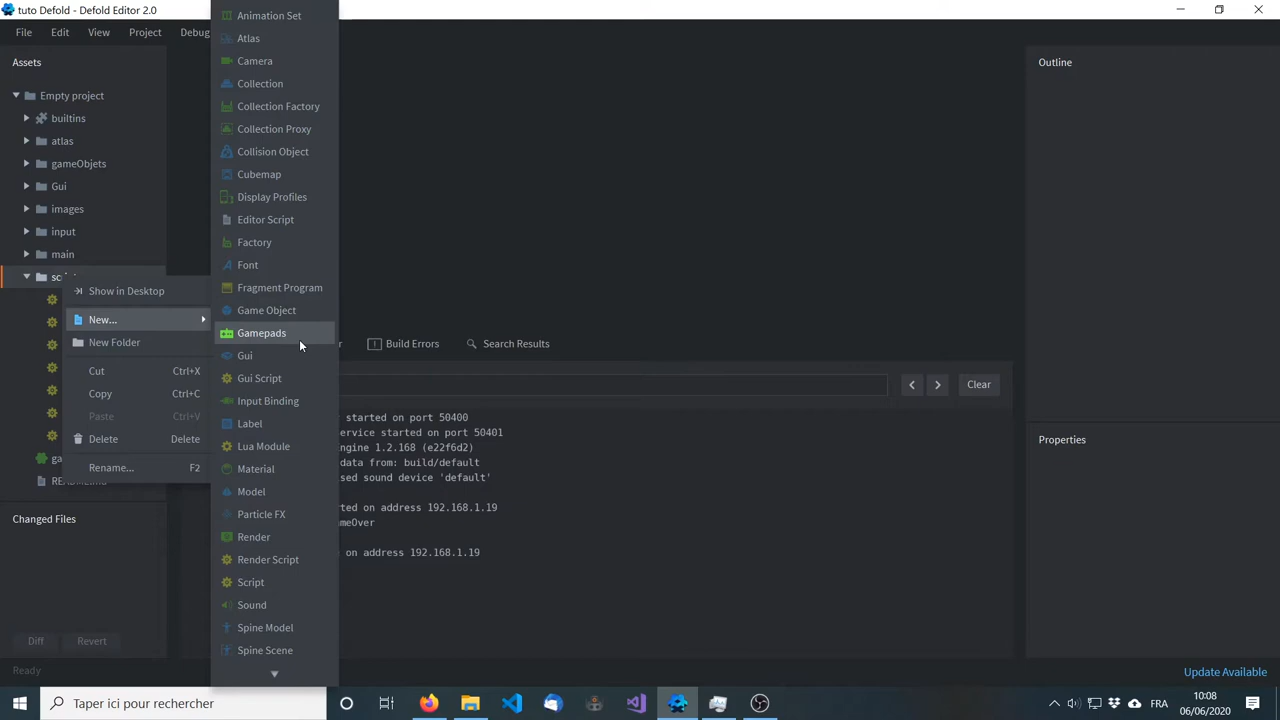 tuto Defold - Defold Editor 2.0
File Edit View Project Debug
Assets
Empty project
builtins
atlas
gameObjets
Gui
images
input
main
Show in Desktop
New...
New Folder
Cut Ctrl+X
Copy Ctrl+C
Paste Ctrl+V
Delete Delete
Rename... F2
Animation Set
Atlas
Camera
Collection
Collection Factory
Collection Proxy
Collision Object
Cubemap
Display Profiles
Editor Script
Factory
Font
Fragment Program
Game Object
Gamepads
Gui
Gui Script
Input Binding
Label
Lua Module
Material
Model
Particle FX
Render
Render Script
Script
Sound
Spine Model
Spine Scene
Build Errors Search Results
Clear
started on port 50400
ervice started on port 50401
ngine 1.2.168 (e22f6d2)
data from: build/default
sed sound device 'default'
rted on address 192.168.1.19
meOver
on address 192.168.1.19
Outline
Properties
Changed Files
Diff Revert
Ready
Update Available
Taper ici pour rechercher
FRA
10:08
06/06/2020